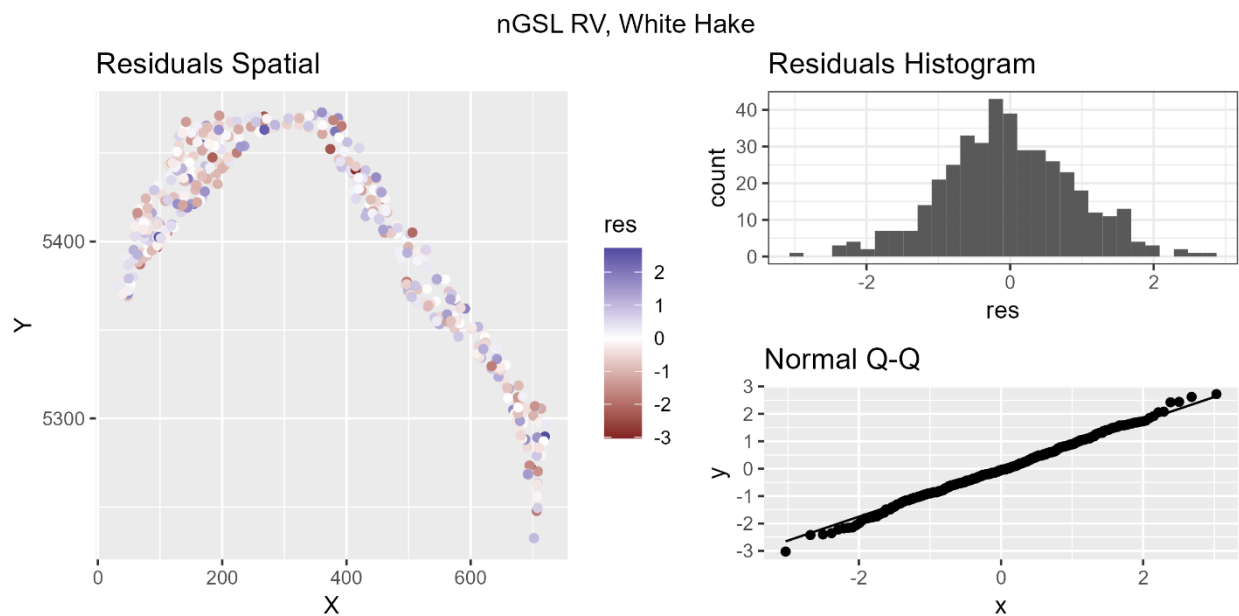 nGSL RV, White Hake
Residuals Spatial
5400
5300
Y
0 200 400 600
X
res
2
1
0
-1
-2
-3
Residuals Histogram
40
30
20
10
0
count
-2 0 2
res
Normal Q-Q
3
2
1
0
-1
-2
-3
y
-2 0 2
x